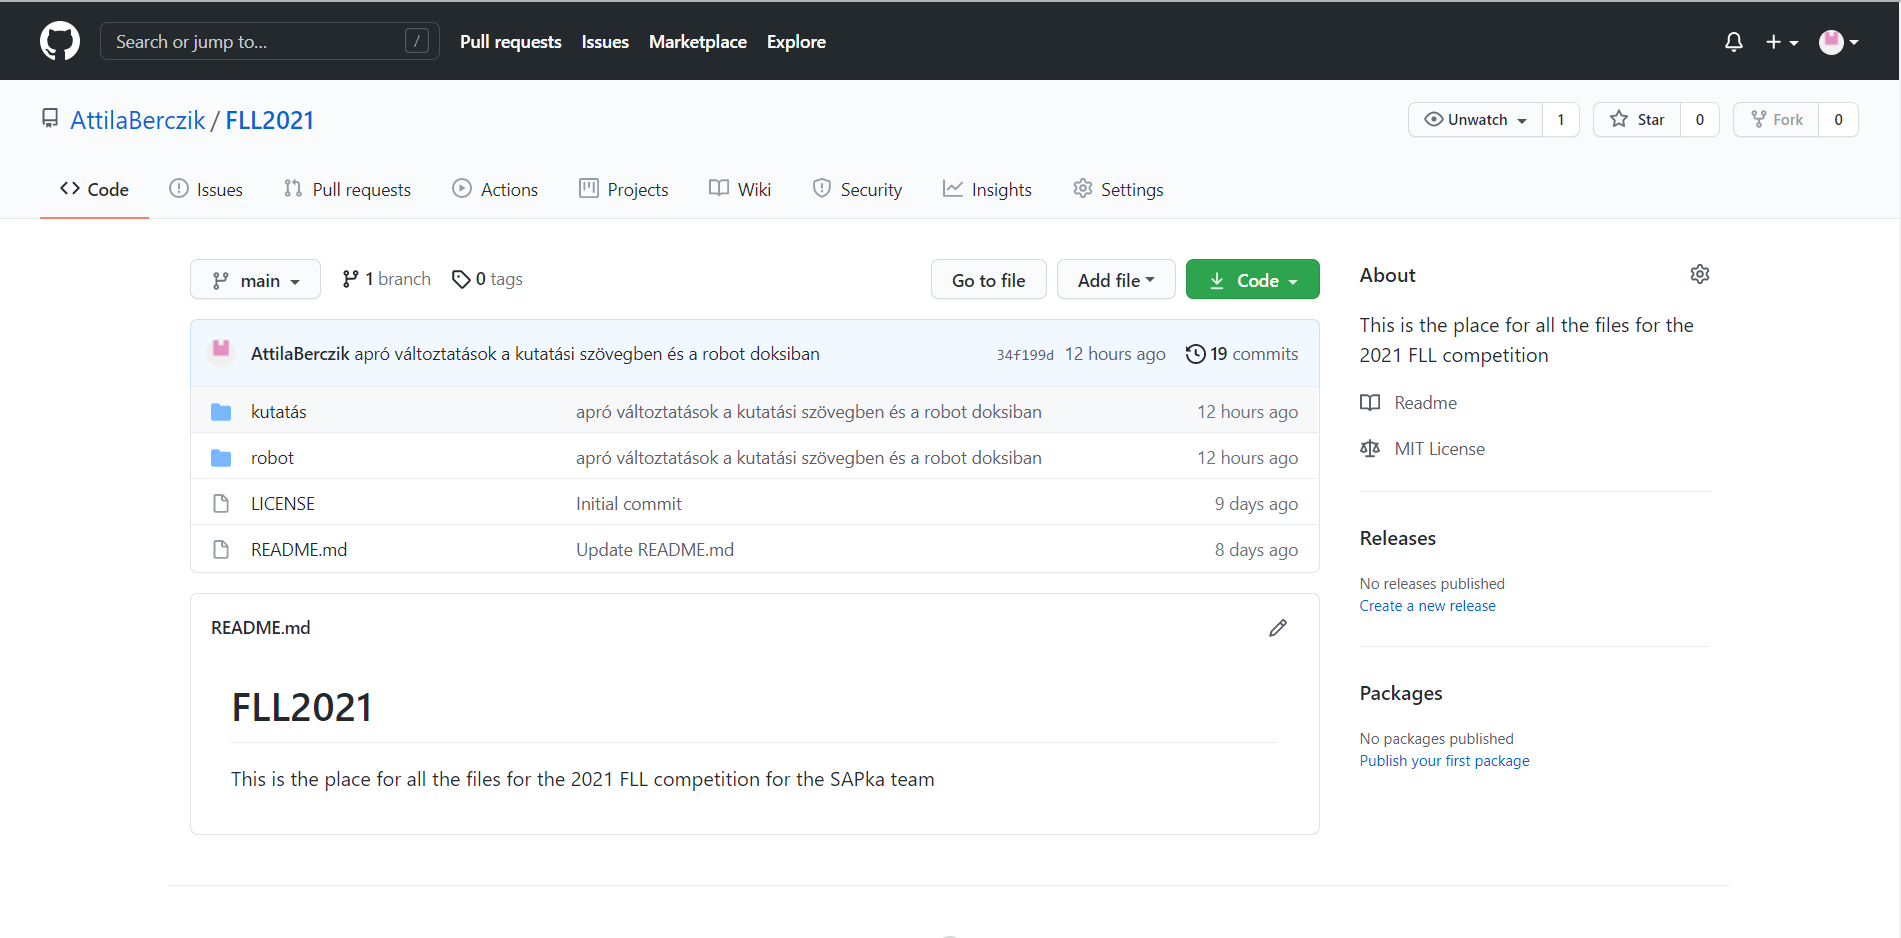 Search or jump to... /
Pull requests Issues Marketplace Explore
AttilaBerczik / FLL2021
Unwatch 1 Star 0 Fork 0
Code Issues Pull requests Actions Projects Wiki Security Insights Settings
main 1 branch 0 tags Go to file Add file Code
AttilaBerczik apró változtatások a kutatási szövegben és a robot doksiban 34f199d 12 hours ago 19 commits
kutatás apró változtatások a kutatási szövegben és a robot doksiban 12 hours ago
robot apró változtatások a kutatási szövegben és a robot doksiban 12 hours ago
LICENSE Initial commit 9 days ago
README.md Update README.md 8 days ago
README.md
FLL2021
This is the place for all the files for the 2021 FLL competition for the SAPka team
About
This is the place for all the files for the
2021 FLL competition
Readme
MIT License
Releases
No releases published
Create a new release
Packages
No packages published
Publish your first package